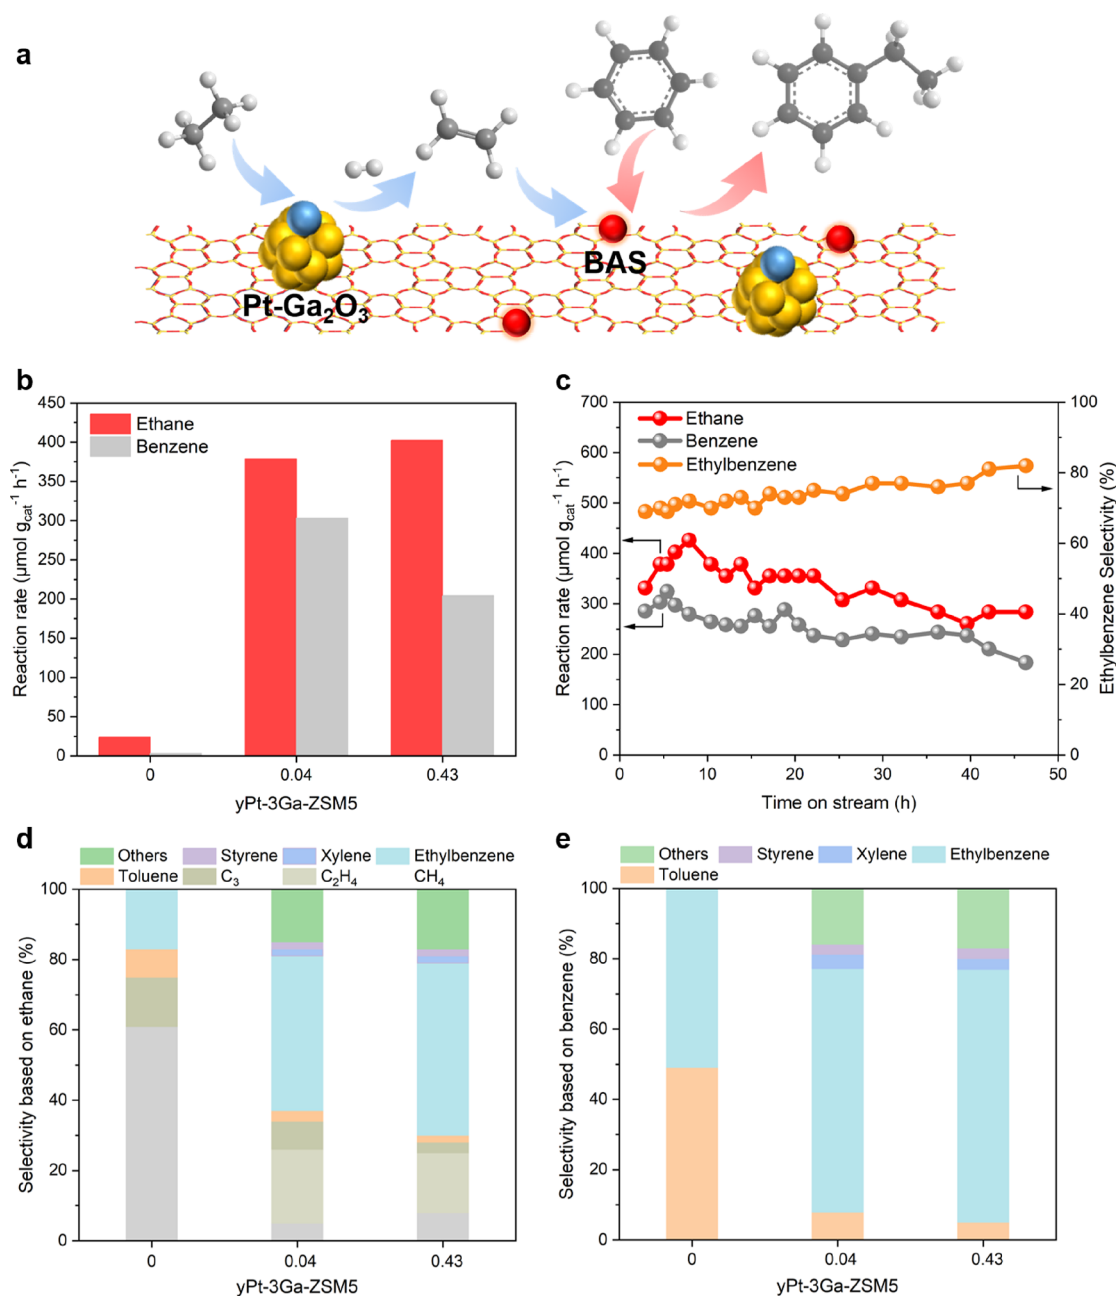 a
Pt-Ga₂O₃
BAS
b
450
400
350
300
250
200
150
100
50
0
Reaction rate (μmol g_cat⁻¹ h⁻¹)
Ethane
Benzene
0
0.04
0.43
yPt-3Ga-ZSM5
c
700
600
500
400
300
200
100
0
Reaction rate (μmol g_cat⁻¹ h⁻¹)
Ethane
Benzene
Ethylbenzene
100
80
60
40
20
0
Ethylbenzene Selectivity (%)
0
10
20
30
40
50
Time on stream (h)
d
Others
Styrene
Xylene
Ethylbenzene
Toluene
C₃
C₂H₄
CH₄
100
80
60
40
20
0
Selectivity based on ethane (%)
0
0.04
0.43
yPt-3Ga-ZSM5
e
Others
Styrene
Xylene
Ethylbenzene
Toluene
100
80
60
40
20
0
Selectivity based on benzene (%)
0
0.04
0.43
yPt-3Ga-ZSM5